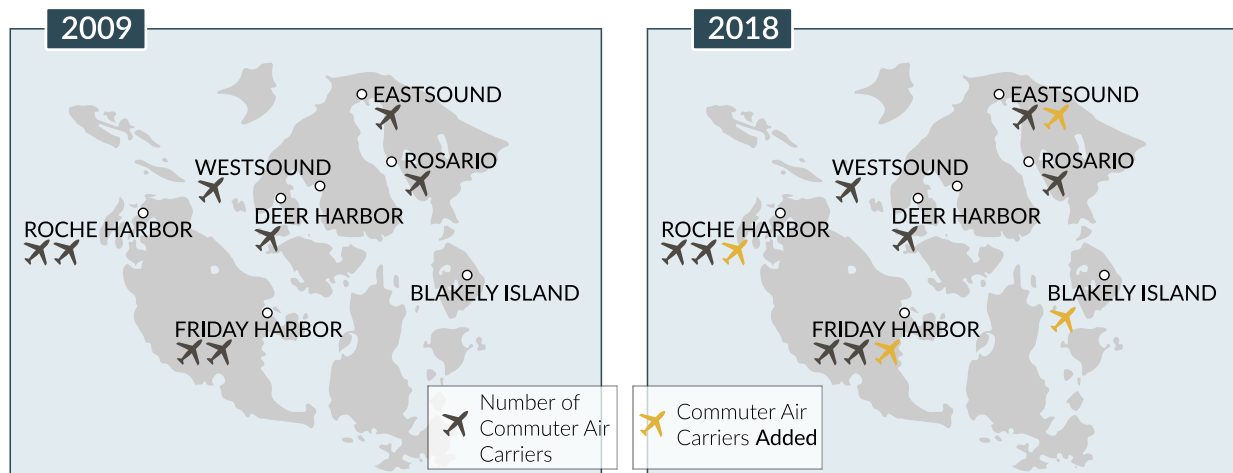 2009
EASTSOUND
ROSARIO
WESTSOUND
DEER HARBOR
ROCHE HARBOR
BLAKELY ISLAND
FRIDAY HARBOR
Number of
Commuter Air
Carriers
2018
EASTSOUND
ROSARIO
WESTSOUND
DEER HARBOR
ROCHE HARBOR
BLAKELY ISLAND
FRIDAY HARBOR
Commuter Air
Carriers Added